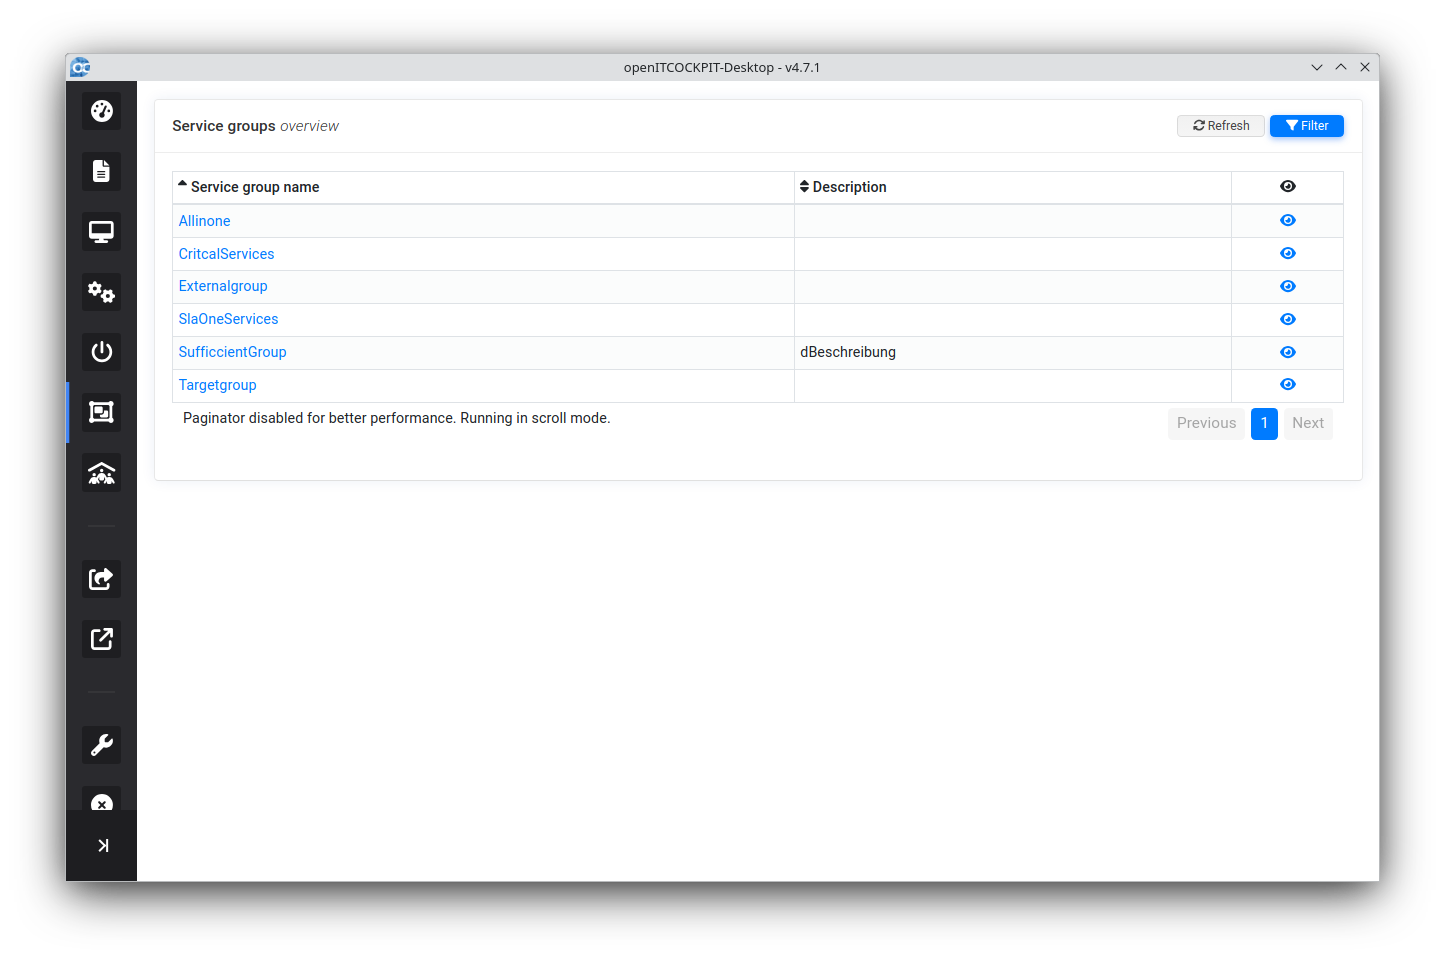 openITCOCKPIT-Desktop - v4.7.1
Service groups overview
Refresh
Filter
Service group name
Description
Allinone
CritcalServices
Externalgroup
SlaOneServices
SufficcientGroup
dBeschreibung
Targetgroup
Paginator disabled for better performance. Running in scroll mode.
Previous
1
Next